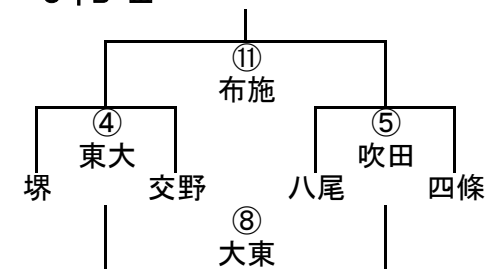 ⑪
布施
④ ⑤
東大 吹田
堺 交野 八尾 四條
⑧
大東